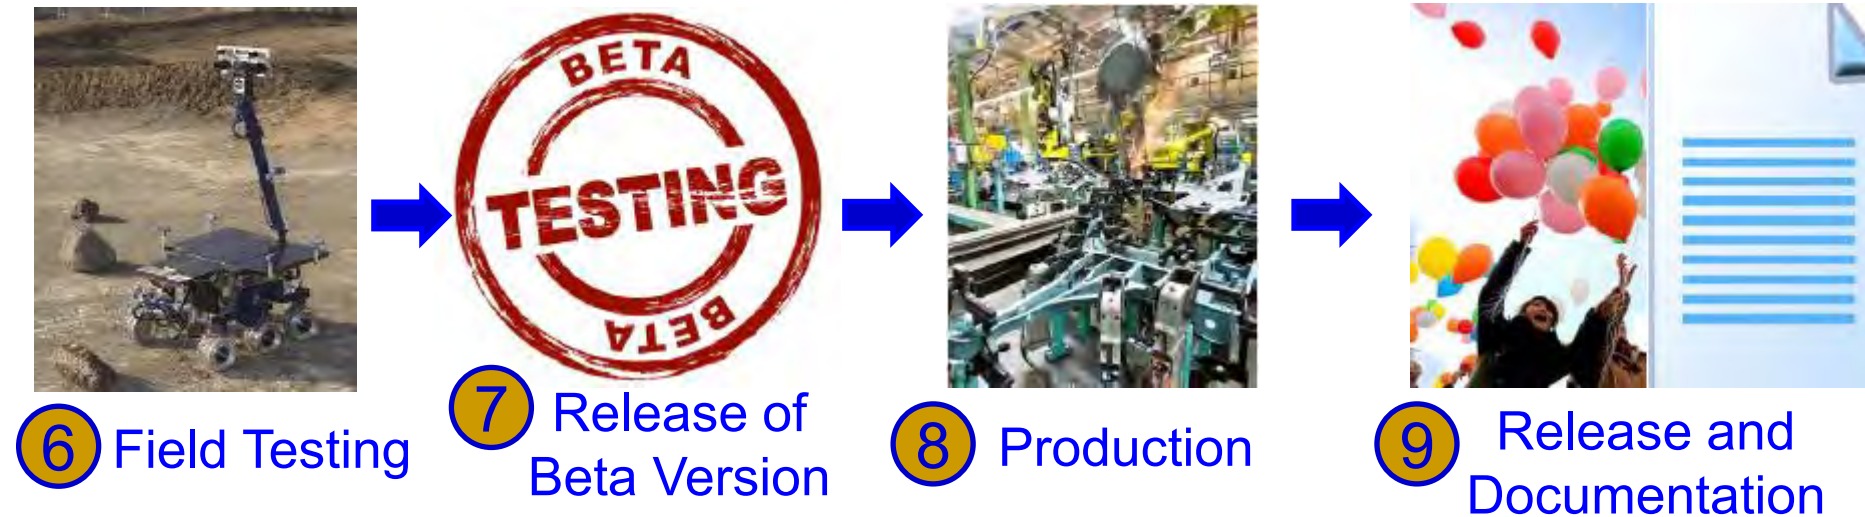 BETA
TESTING
BETA
6 Field Testing
7 Release of
Beta Version
8 Production
9 Release and
Documentation